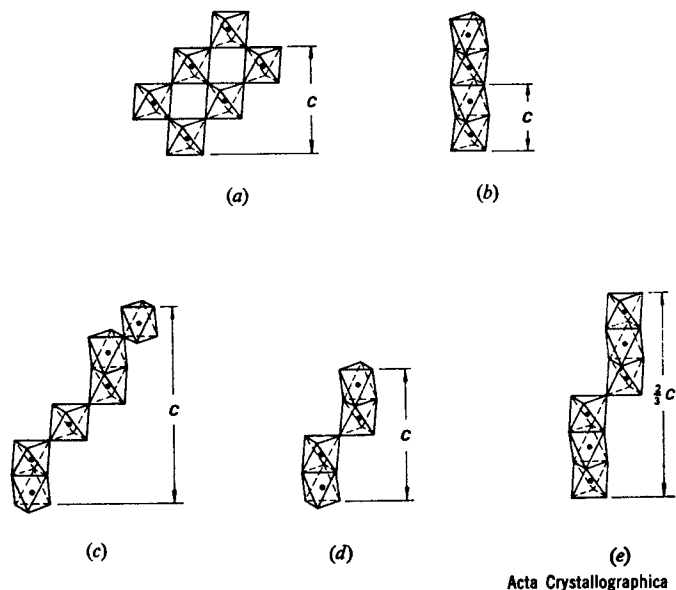 c
(a)
c
(b)
c
(c)
c
(d)
2/3 c
(e)
Acta Crystallographica